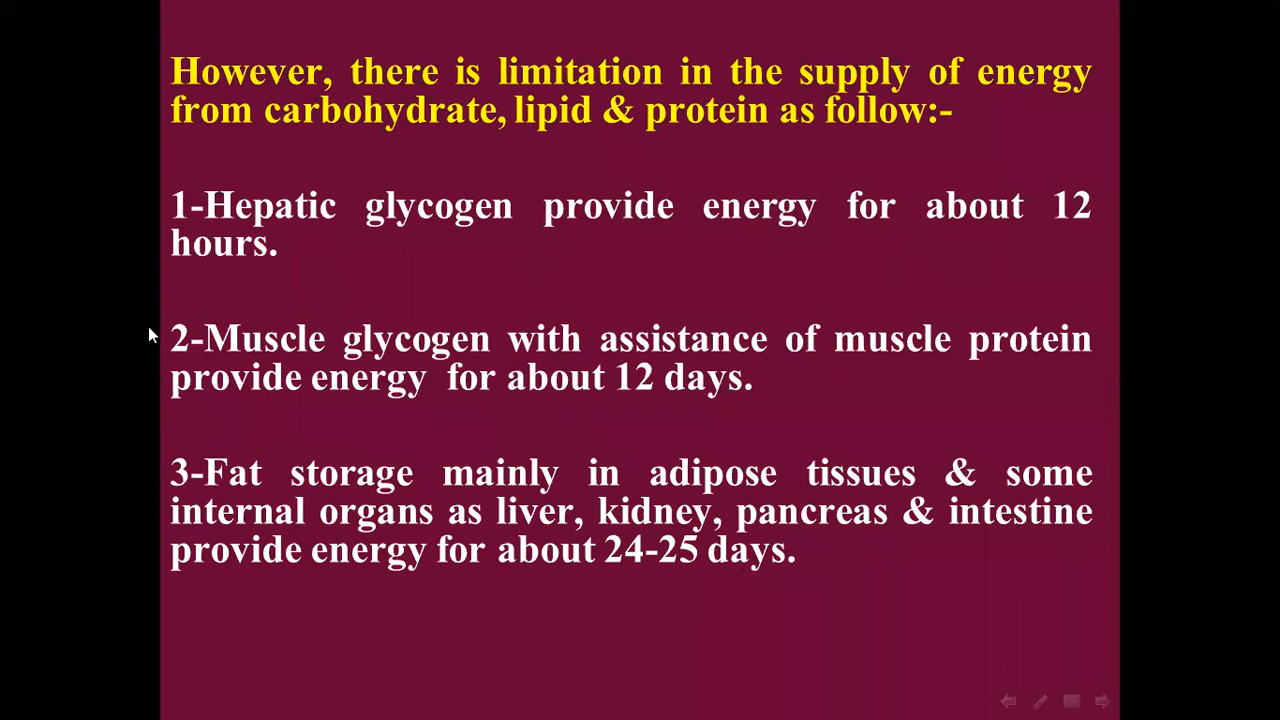 However, there is limitation in the supply of energy
from carbohydrate, lipid & protein as follow:-
1-Hepatic glycogen provide energy for about 12
hours.
2-Muscle glycogen with assistance of muscle protein
provide energy for about 12 days.
3-Fat storage mainly in adipose tissues & some
internal organs as liver, kidney, pancreas & intestine
provide energy for about 24-25 days.